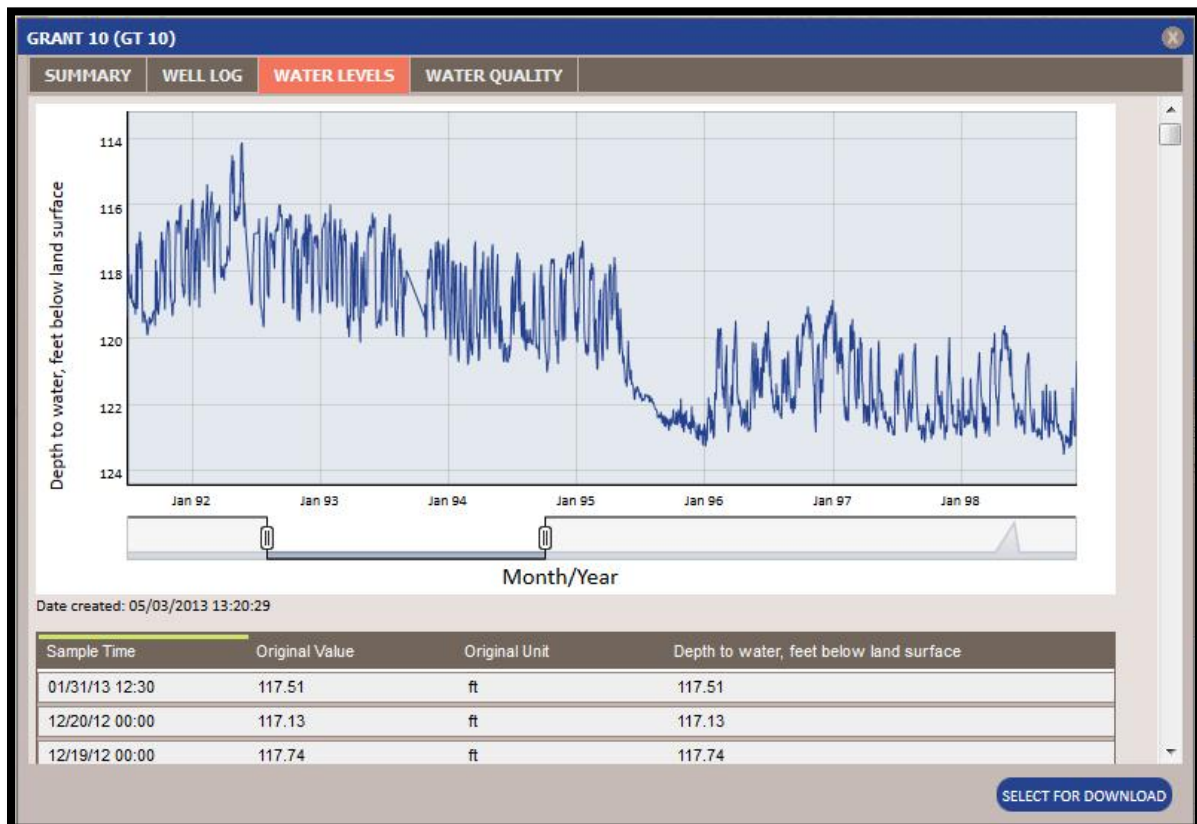 GRANT 10 (GT 10)
X
SUMMARY WELL LOG WATER LEVELS WATER QUALITY
Depth to water, feet below land surface
114
116
118
120
122
124
Jan 92 Jan 93 Jan 94 Jan 95 Jan 96 Jan 97 Jan 98
Month/Year
Date created: 05/03/2013 13:20:29
Sample Time Original Value Original Unit Depth to water, feet below land surface
01/31/13 12:30 117.51 ft 117.51
12/20/12 00:00 117.13 ft 117.13
12/19/12 00:00 117.74 ft 117.74
SELECT FOR DOWNLOAD